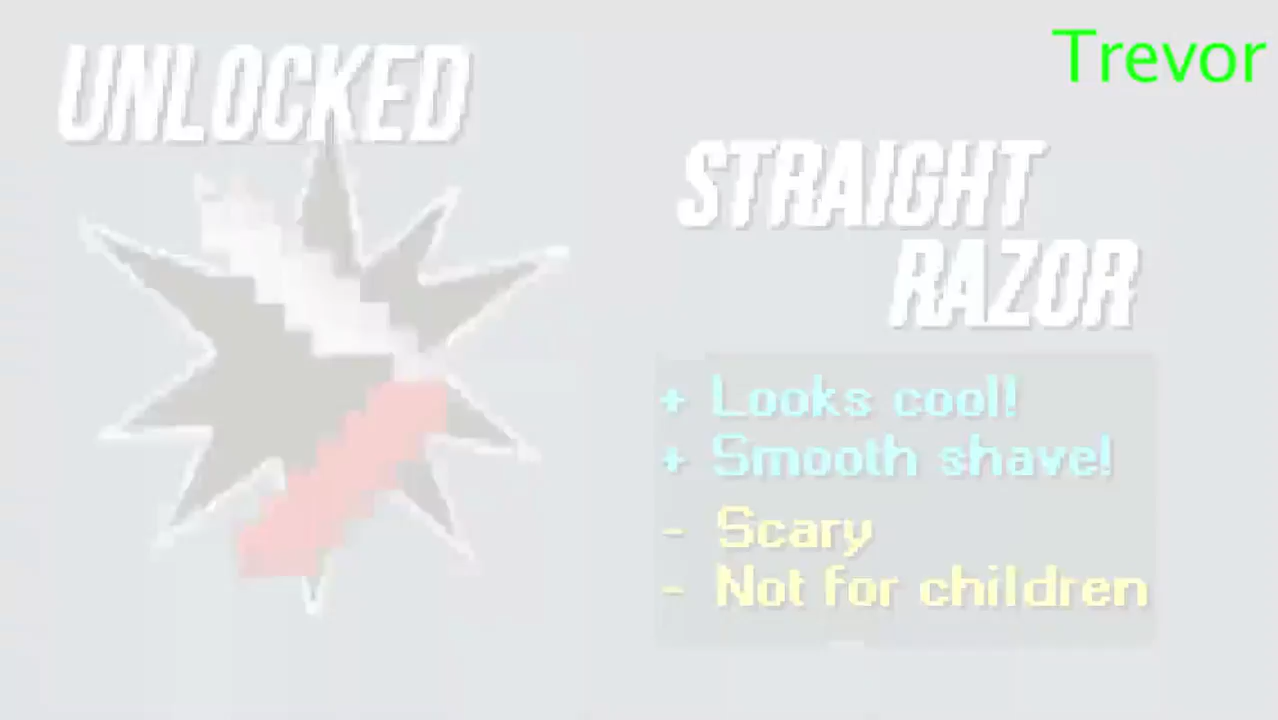 Trevor
UNLOCKED
STRAIGHT
RAZOR
+ Looks cool!
+ Smooth shave!
- Scary
- Not for children